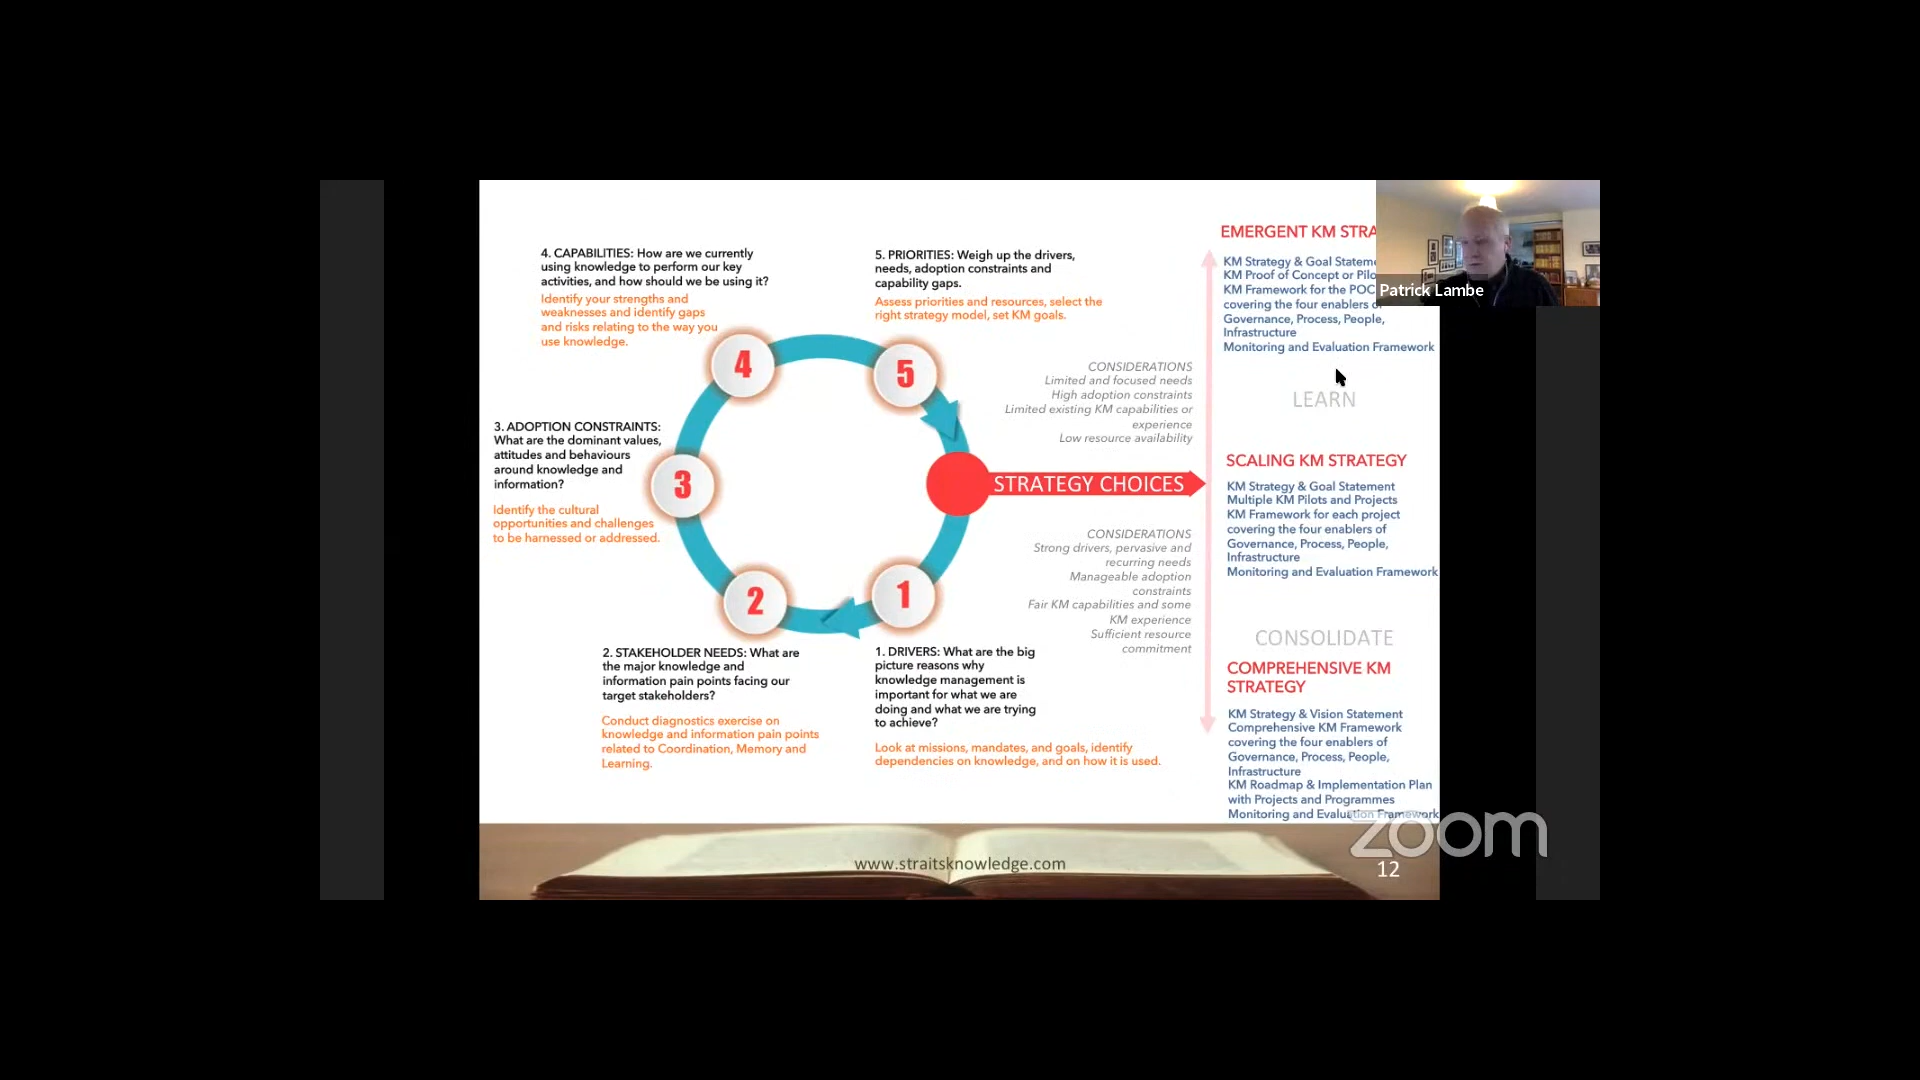 4. CAPABILITIES: How are we currently
using knowledge to perform our key
activities, and how should we be using it?
Identify your strengths and
weaknesses and identify gaps
and risks relating to the way you
use knowledge.
5. PRIORITIES: Weigh up the drivers,
needs, adoption constraints and
capability gaps.
Assess priorities and resources, select the
right strategy model, set KM goals.
4
5
3. ADOPTION CONSTRAINTS:
What are the dominant values,
attitudes and behaviours
around knowledge and
information?
Identify the cultural
opportunities and challenges
to be harnessed or addressed.
3
2
1
2. STAKEHOLDER NEEDS: What are
the major knowledge and
information pain points facing our
target stakeholders?
Conduct diagnostics exercise on
knowledge and information pain points
related to Coordination, Memory and
Learning.
1. DRIVERS: What are the big
picture reasons why
knowledge management is
important for what we are
doing and what we are trying
to achieve?
Look at missions, mandates, and goals, identify
dependencies on knowledge, and on how it is used.
CONSIDERATIONS
Limited and focused needs
High adoption constraints
Limited existing KM capabilities or
experience
Low resource availability
STRATEGY CHOICES
CONSIDERATIONS
Strong drivers, pervasive and
recurring needs
Manageable adoption
constraints
Fair KM capabilities and some
KM experience
Sufficient resource
commitment
EMERGENT KM STRA
KM Strategy & Goal Stateme
KM Proof of Concept or Pilo
KM Framework for the POC
covering the four enablers of
Governance, Process, People,
Infrastructure
Monitoring and Evaluation Framework
LEARN
SCALING KM STRATEGY
KM Strategy & Goal Statement
Multiple KM Pilots and Projects
KM Framework for each project
covering the four enablers of
Governance, Process, People,
Infrastructure
Monitoring and Evaluation Framework
CONSOLIDATE
COMPREHENSIVE KM
STRATEGY
KM Strategy & Vision Statement
Comprehensive KM Framework
covering the four enablers of
Governance, Process, People,
Infrastructure
KM Roadmap & Implementation Plan
with Projects and Programmes
Monitoring and Evaluation Framework
Patrick Lambe
zoom
www.straitsknowledge.com
12